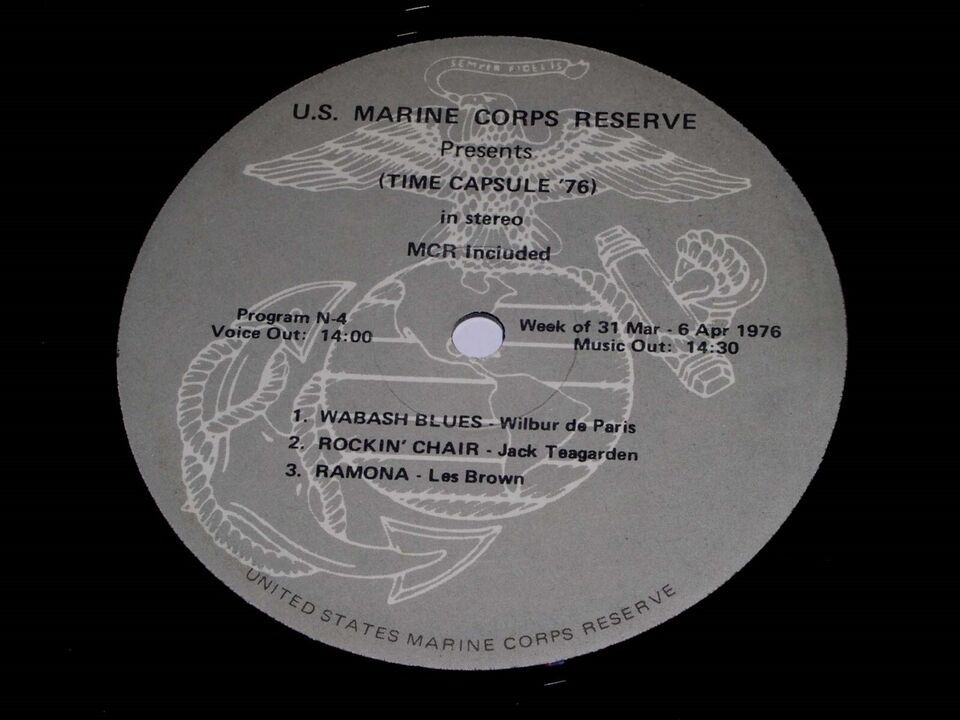 SEMPER FIDELIS
U.S. MARINE CORPS RESERVE
Presents
(TIME CAPSULE '76)
in stereo
MCR Inciuded
Program N-4
Voice Out: 14:00
Week of 31 Mar - 6 Apr 1976
Music Out: 14:30
1. WABASH BLUES - Wilbur de Paris
2. ROCKIN' CHAIR - Jack Teagarden
3. RAMONA - Les Brown
UNITED STATES MARINE CORPS RESERVE